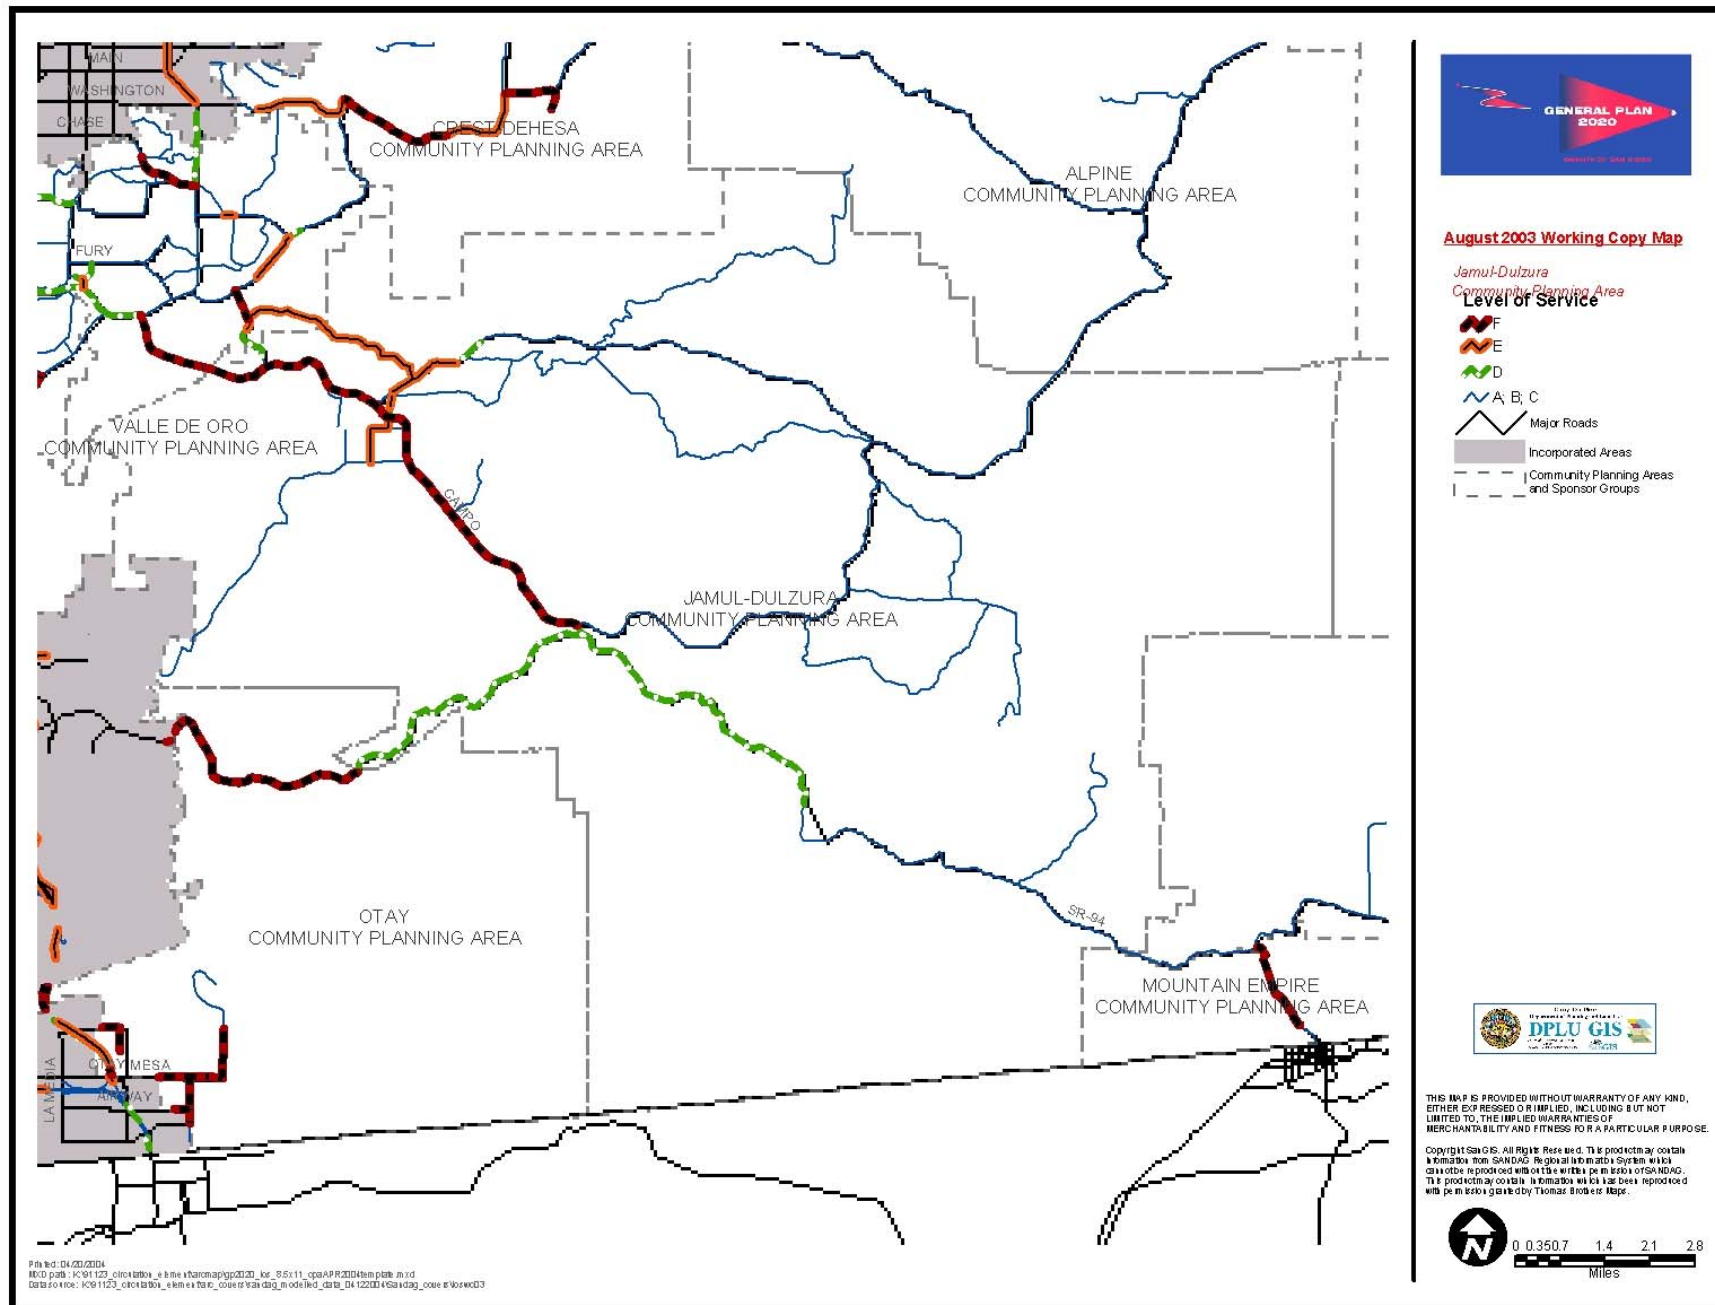 MAIN
WASHINGTON
CHASE
CREST-DEHESA
COMMUNITY PLANNING AREA
ALPINE
COMMUNITY PLANNING AREA
FURY
VALLE DE ORO
COMMUNITY PLANNING AREA
CAMPO
JAMUL-DULZURA
COMMUNITY PLANNING AREA
OTAY
COMMUNITY PLANNING AREA
SR-94
MOUNTAIN EMPIRE
COMMUNITY PLANNING AREA
OTAY MESA
AIRWAY
LA MEDIA
GENERAL PLAN
2020
COUNTY OF SAN DIEGO
August 2003 Working Copy Map
Jamul-Dulzura
Community Planning Area
Level of Service
F
E
D
A; B; C
Major Roads
Incorporated Areas
Community Planning Areas
and Sponsor Groups
DPLU GIS
SanGIS
THIS MAP IS PROVIDED WITHOUT WARRANTY OF ANY KIND,
EITHER EXPRESSED OR IMPLIED, INCLUDING BUT NOT
LIMITED TO, THE IMPLIED WARRANTIES OF
MERCHANTABILITY AND FITNESS FOR A PARTICULAR PURPOSE.
Copyright SanGIS. All Rights Reserved. This product may contain
information from SANDAG Regional Information System which
cannot be reproduced without the written permission of SANDAG.
This product may contain information which has been reproduced
with permission granted by Thomas Brothers Maps.
N
0 0.35 0.7 1.4 2.1 2.8
Miles
Printed: 04/20/2004